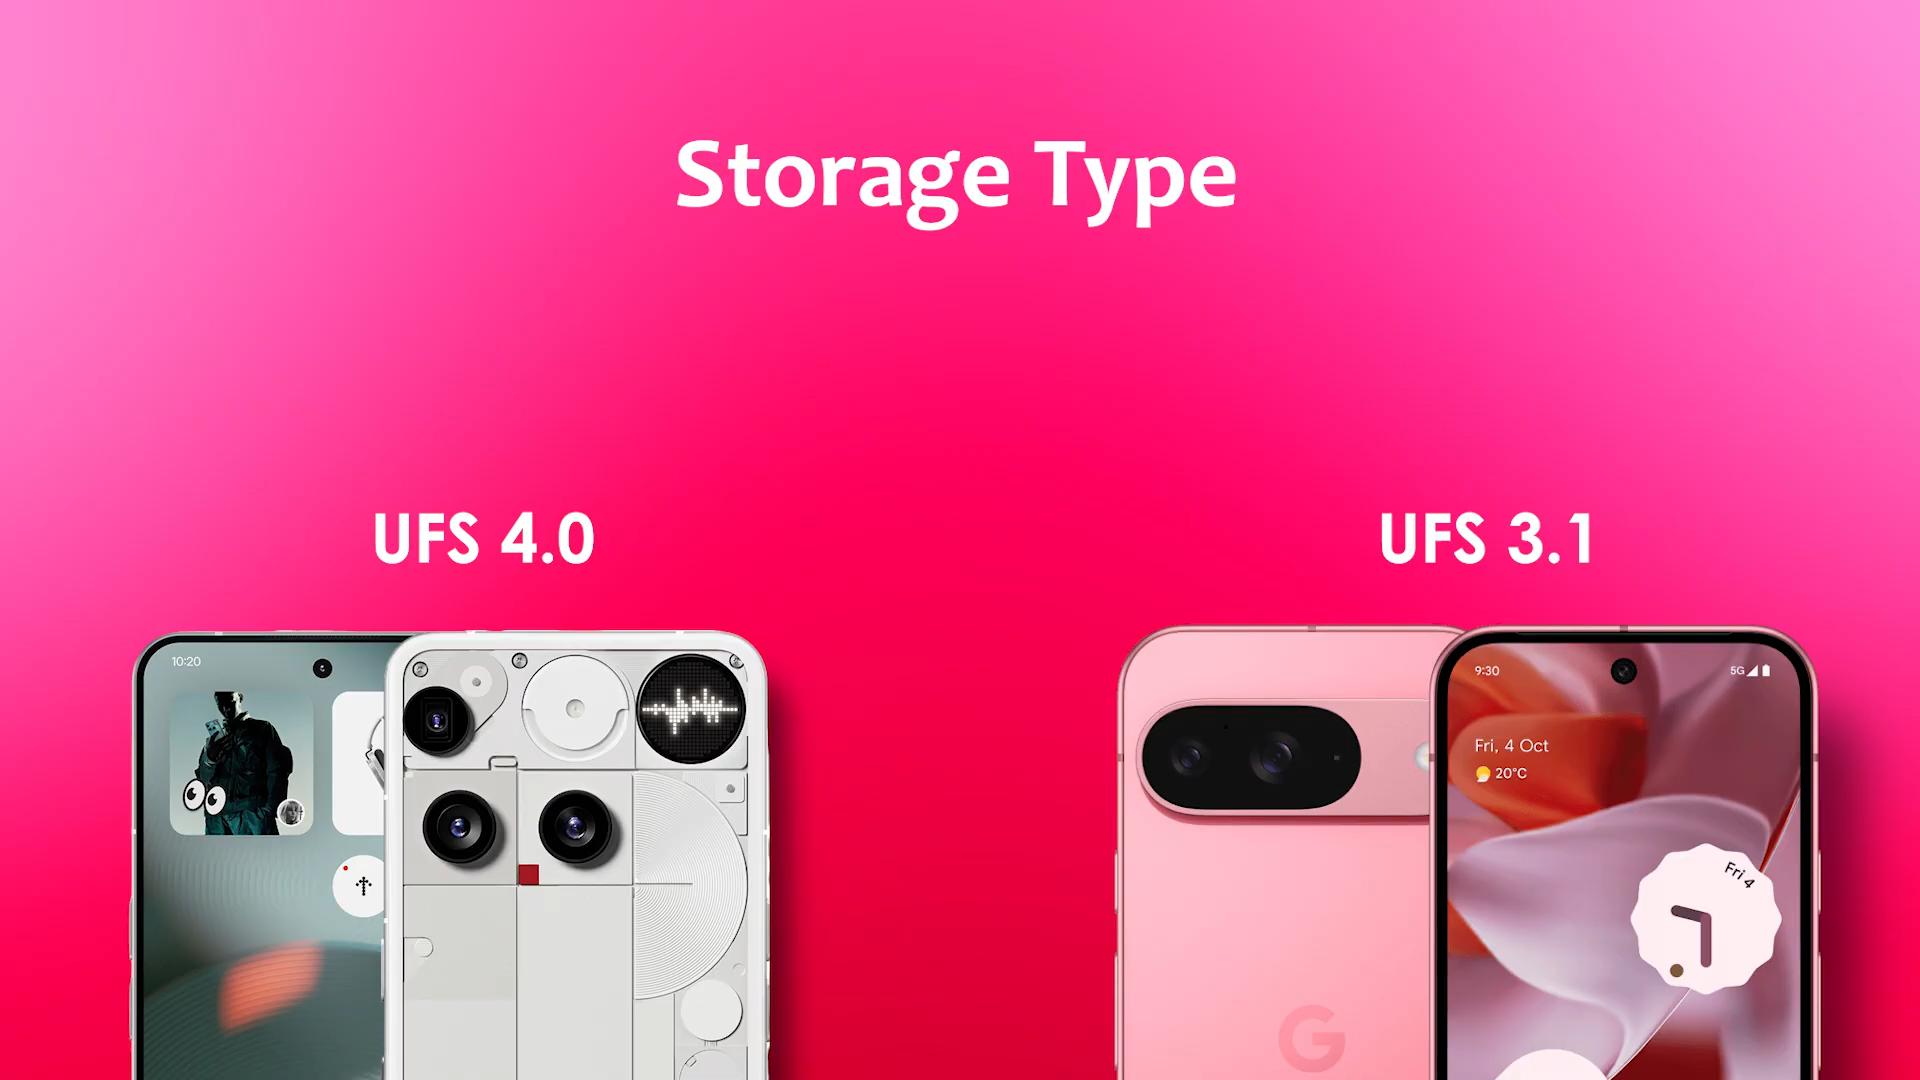 Storage Type
UFS 4.0
UFS 3.1
10:20
9:30
5G
Fri, 4 Oct
20°C
Fri 4
G